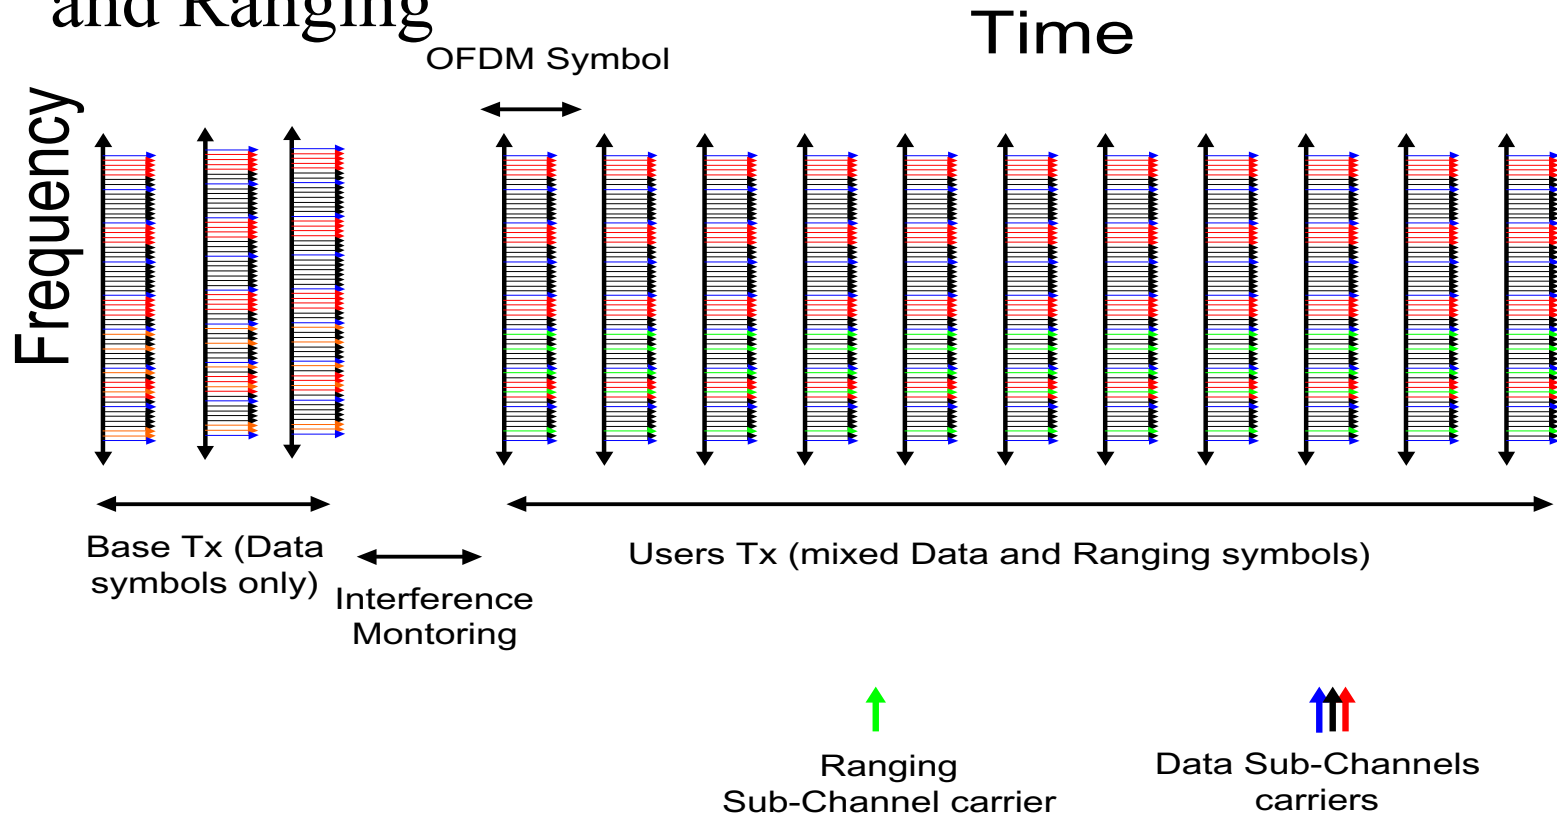 and Ranging
Time
OFDM Symbol
Frequency
Base Tx (Data
symbols only)
Users Tx (mixed Data and Ranging symbols)
Interference
Montoring
Ranging
Sub-Channel carrier
Data Sub-Channels
carriers